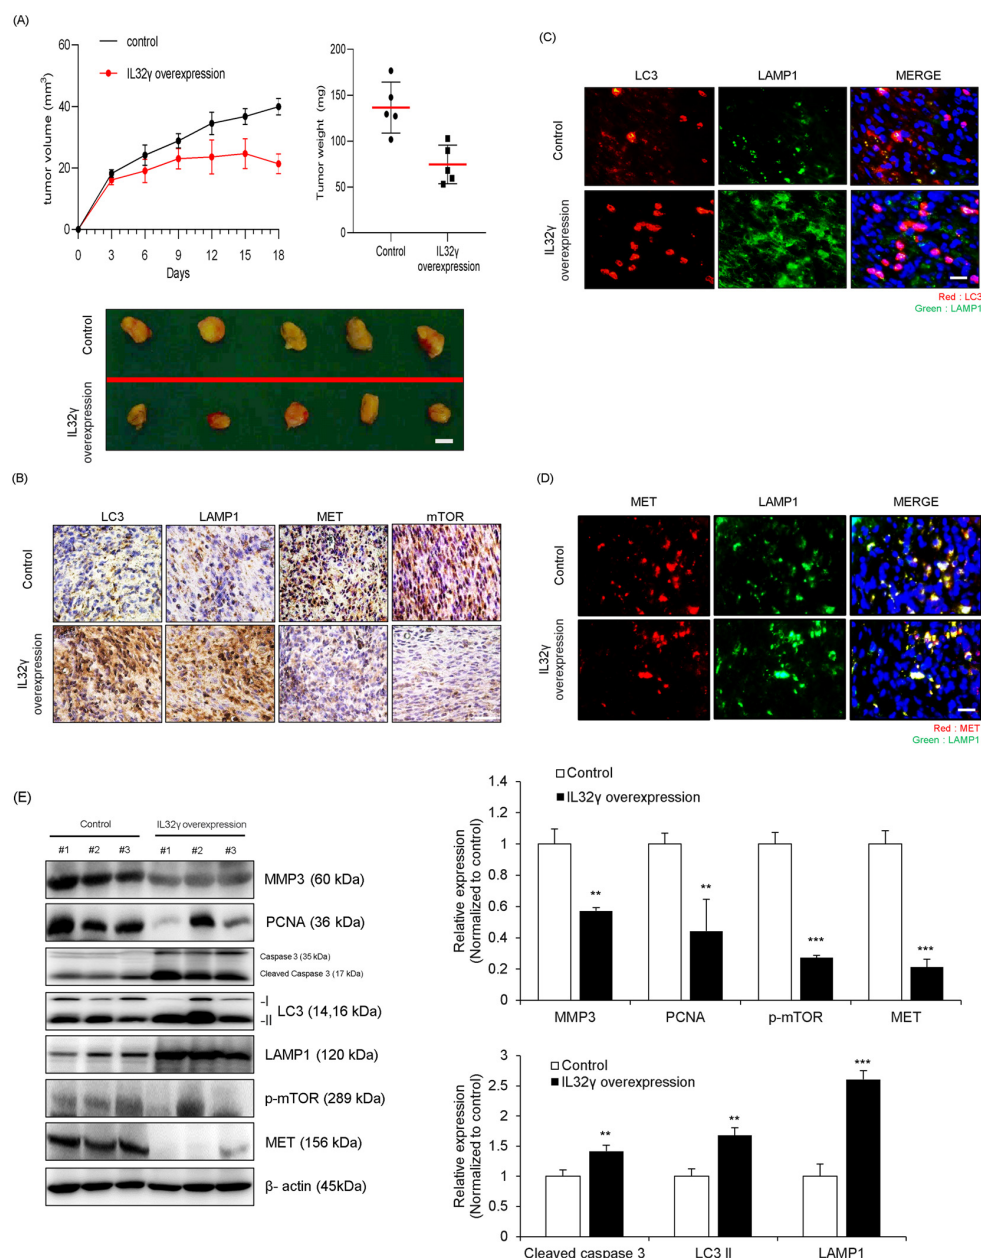 (A)
60
40
20
0
tumor volume (mm³)
control
IL32γ overexpression
0 3 6 9 12 15 18
Days
200
150
100
50
0
Tumor weight (mg)
Control
IL32γ
overexpression
Control
IL32γ
overexpression
(B)
LC3 LAMP1 MET mTOR
Control
IL32γ
overexpression
(C)
LC3 LAMP1 MERGE
Control
IL32γ
overexpression
Red : LC3
Green : LAMP1
(D)
MET LAMP1 MERGE
Control
IL32γ
overexpression
Red : MET
Green : LAMP1
(E)
Control IL32γ overexpression
#1 #2 #3 #1 #2 #3
MMP3 (60 kDa)
PCNA (36 kDa)
Caspase 3 (35 kDa)
Cleaved Caspase 3 (17 kDa)
-I
LC3 (14,16 kDa)
-II
LAMP1 (120 kDa)
p-mTOR (289 kDa)
MET (156 kDa)
β- actin (45kDa)
1.4
1.2
1
0.8
0.6
0.4
0.2
0
Relative expression
(Normalized to control)
Control
IL32γ overexpression
** ** *** ***
MMP3 PCNA p-mTOR MET
3
2.5
2
1.5
1
0.5
0
Relative expression
(Normalized to control)
Control
IL32γ overexpression
** ** ***
Cleaved caspase 3 LC3 II LAMP1